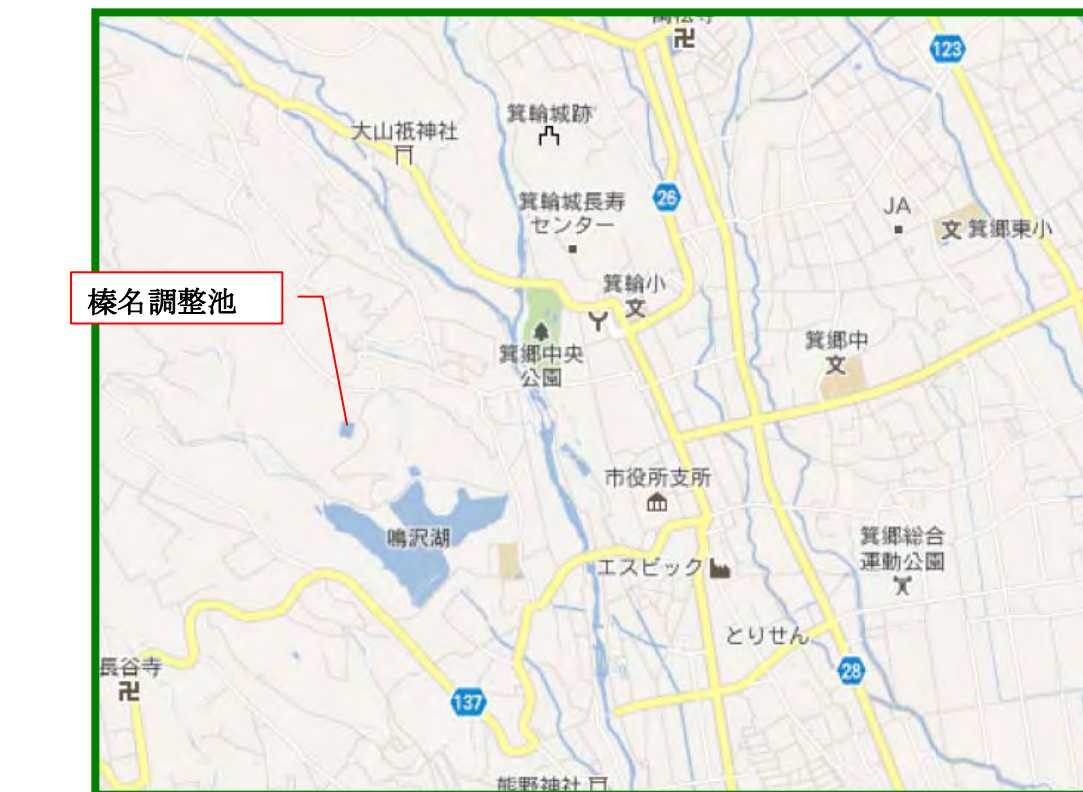 萬松寺
123
箕輪城跡
大山祇神社
26
箕輪城長寿
センター
JA
箕郷東小
榛名調整池
箕輪小
箕郷中
箕郷中央
公園
市役所支所
鳴沢湖
箕郷総合
運動公園
エスビック
とりせん
長谷寺
28
137
熊野神社